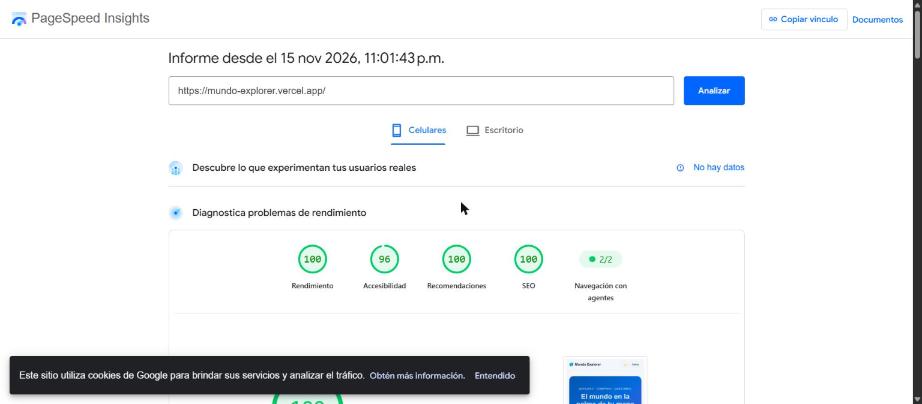 PageSpeed Insights
Copiar vínculo
Documentos
Informe desde el 15 nov 2026, 11:01:43 p.m.
https://mundo-explorer.vercel.app/
Analizar
Celulares
Escritorio
Descubre lo que experimentan tus usuarios reales
No hay datos
Diagnostica problemas de rendimiento
100
96
100
100
2/2
Rendimiento
Accesibilidad
Recomendaciones
SEO
Navegación con
agentes
Este sitio utiliza cookies de Google para brindar sus servicios y analizar el tráfico. Obtén más información. Entendido
100
Mundo Explorer
El mundo en la